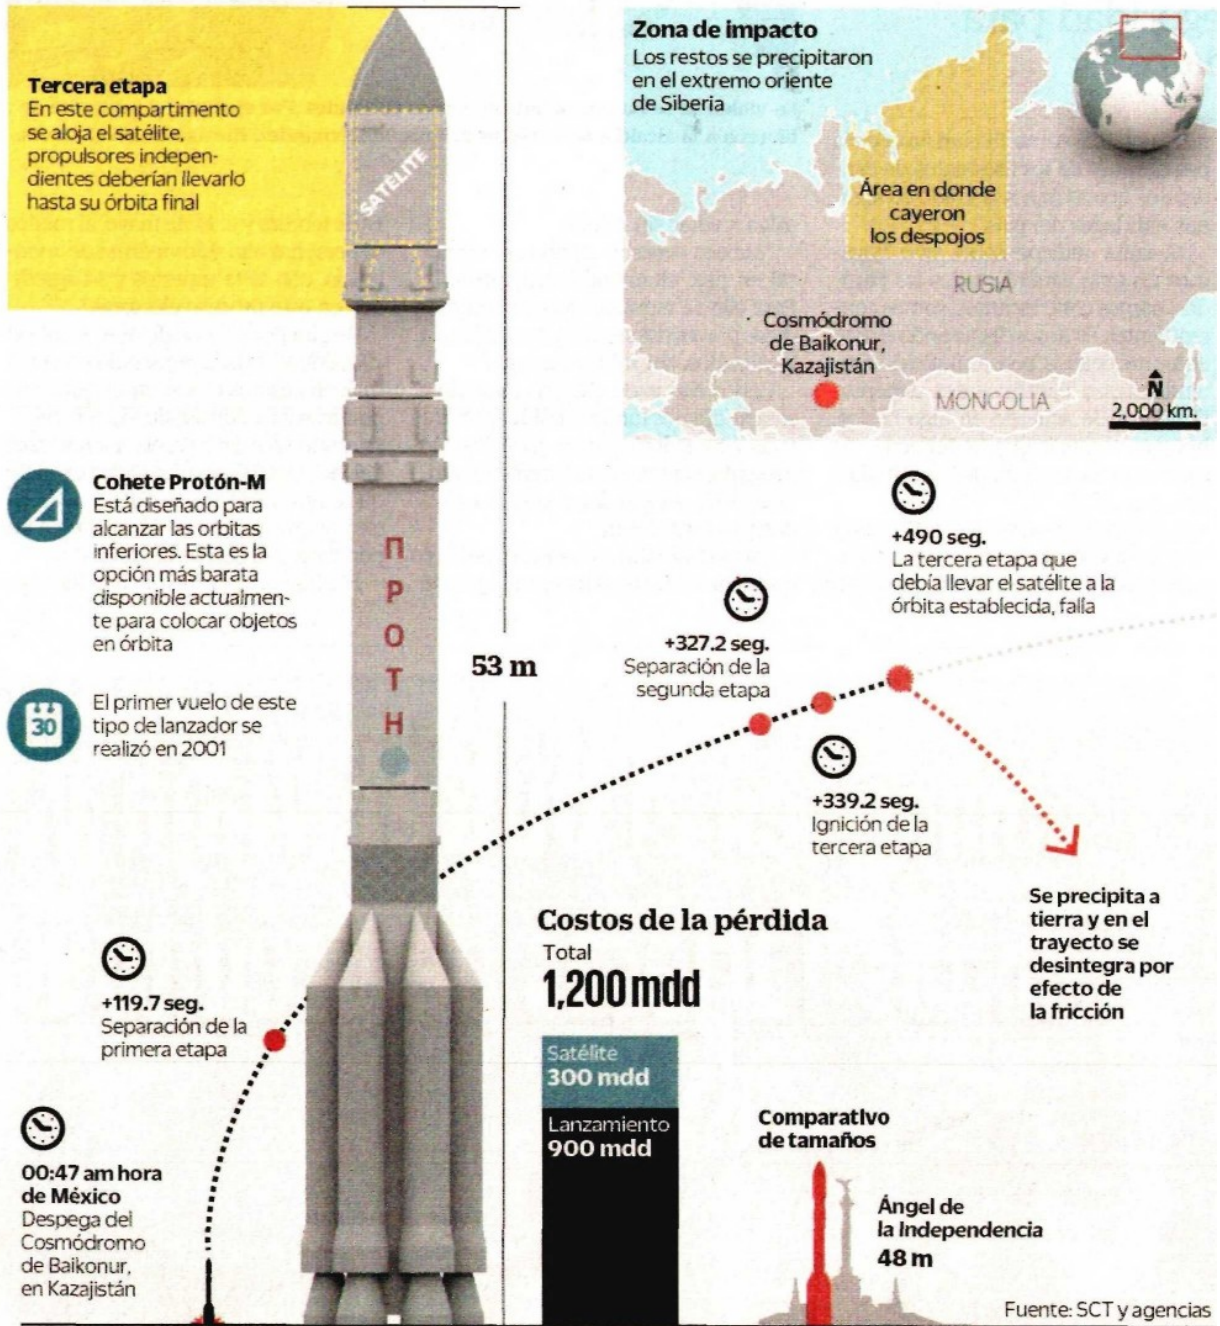 Tercera etapa
En este compartimento
se aloja el satélite,
propulsores indepen-
dientes deberían llevarlo
hasta su órbita final
SATÉLITE
Zona de impacto
Los restos se precipitaron
en el extremo oriente
de Siberia
Área en donde
cayeron
los despojos
RUSIA
Cosmódromo
de Baikonur,
Kazajistán
MONGOLIA
N
2,000 km.
Cohete Protón-M
Está diseñado para
alcanzar las orbitas
inferiores. Esta es la
opción más barata
disponible actualmen-
te para colocar objetos
en órbita
30
El primer vuelo de este
tipo de lanzador se
realizó en 2001
П
Р
О
Т
Н
53 m
+490 seg.
La tercera etapa que
debía llevar el satélite a la
órbita establecida, falla
+327.2 seg.
Separación de la
segunda etapa
+339.2 seg.
Ignición de la
tercera etapa
Se precipita a
tierra y en el
trayecto se
desintegra por
efecto de
la fricción
+119.7 seg.
Separación de la
primera etapa
00:47 am hora
de México
Despega del
Cosmódromo
de Baikonur,
en Kazajistán
Costos de la pérdida
Total
1,200 mdd
Satélite
300 mdd
Lanzamiento
900 mdd
Comparativo
de tamaños
Ángel de
la Independencia
48 m
Fuente: SCT y agencias